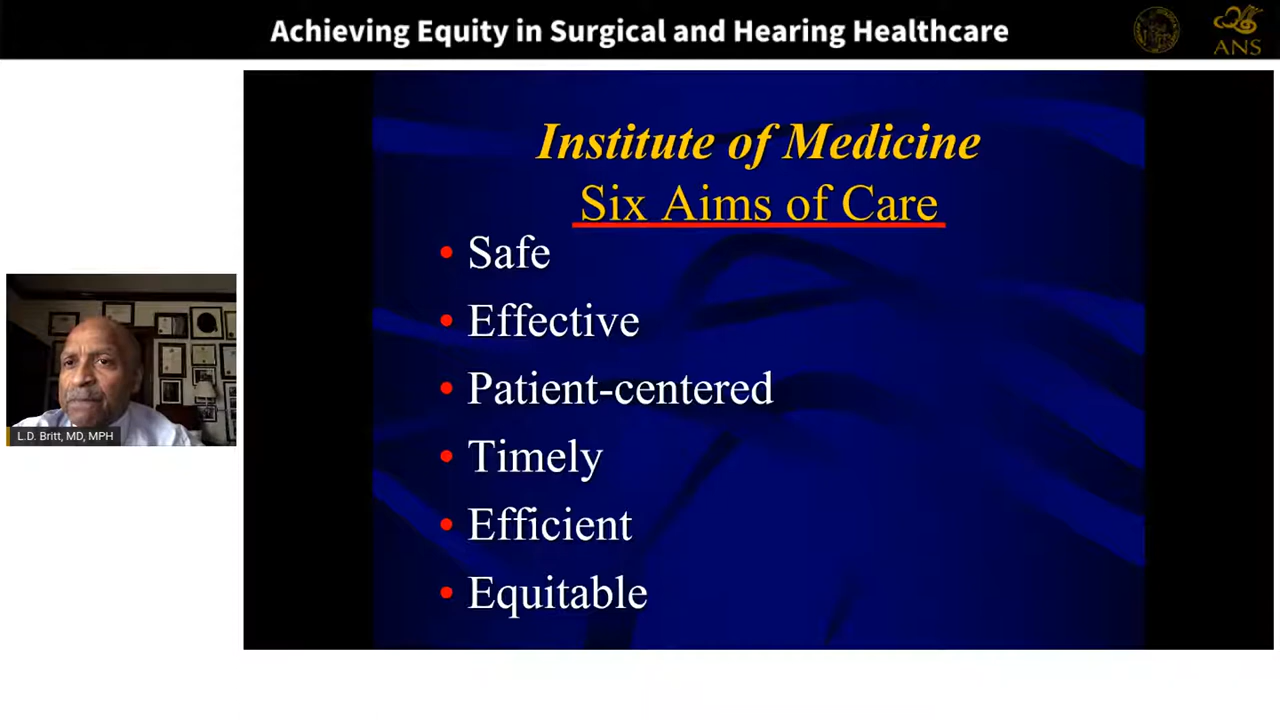 Achieving Equity in Surgical and Hearing Healthcare
ANS
Institute of Medicine
Six Aims of Care
• Safe
• Effective
• Patient-centered
• Timely
• Efficient
• Equitable
L.D. Britt, MD, MPH